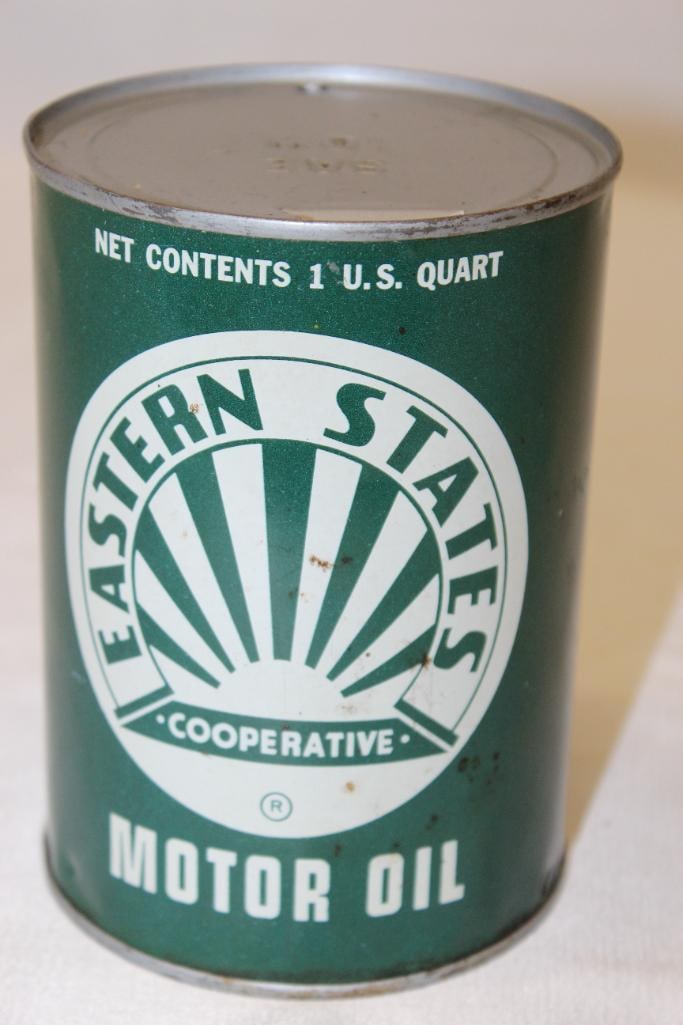 NET CONTENTS 1 U.S. QUART
EASTERN STATES
·COOPERATIVE·
®
MOTOR OIL